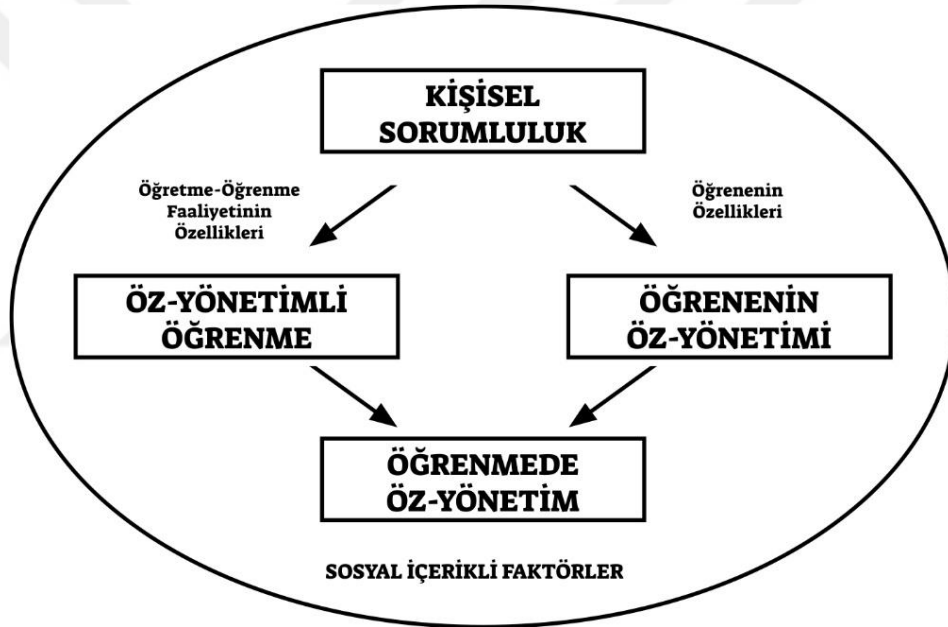 KİŞİSEL
SORUMLULUK
Öğretme-Öğrenme
Faaliyetinin
Özellikleri
Öğrenenin
Özellikleri
ÖZ-YÖNETİMLİ
ÖĞRENME
ÖĞRENENİN
ÖZ-YÖNETİMİ
ÖĞRENMEDE
ÖZ-YÖNETİM
SOSYAL İÇERİKLİ FAKTÖRLER